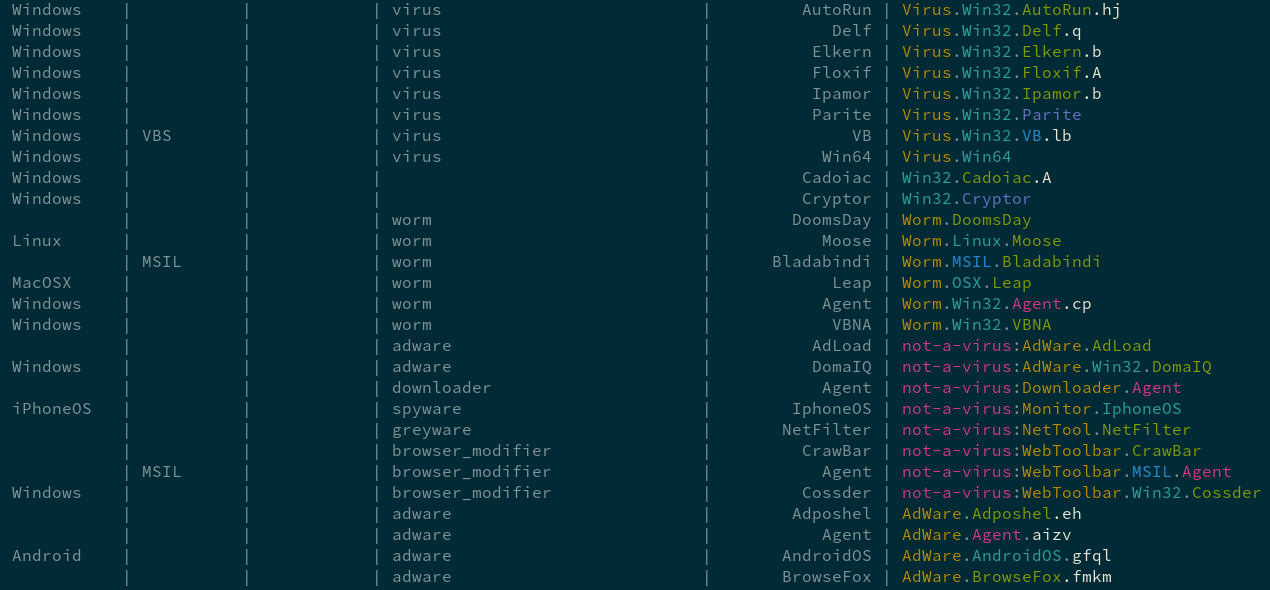 Windows | | | virus | AutoRun | Virus.Win32.AutoRun.hj
Windows | | | virus | Delf | Virus.Win32.Delf.q
Windows | | | virus | Elkern | Virus.Win32.Elkern.b
Windows | | | virus | Floxif | Virus.Win32.Floxif.A
Windows | | | virus | Ipamor | Virus.Win32.Ipamor.b
Windows | | | virus | Parite | Virus.Win32.Parite
Windows | VBS | | virus | VB | Virus.Win32.VB.lb
Windows | | | virus | Win64 | Virus.Win64
Windows | | | | Cadoiac | Win32.Cadoiac.A
Windows | | | | Cryptor | Win32.Cryptor
| | | worm | DoomsDay | Worm.DoomsDay
Linux | | | worm | Moose | Worm.Linux.Moose
| MSIL | | worm | Bladabindi | Worm.MSIL.Bladabindi
MacOSX | | | worm | Leap | Worm.OSX.Leap
Windows | | | worm | Agent | Worm.Win32.Agent.cp
Windows | | | worm | VBNA | Worm.Win32.VBNA
| | | adware | AdLoad | not-a-virus:AdWare.AdLoad
Windows | | | adware | DomaIQ | not-a-virus:AdWare.Win32.DomaIQ
| | | downloader | Agent | not-a-virus:Downloader.Agent
iPhoneOS | | | spyware | IphoneOS | not-a-virus:Monitor.IphoneOS
| | | greyware | NetFilter | not-a-virus:NetTool.NetFilter
| | | browser_modifier | CrawBar | not-a-virus:WebToolbar.CrawBar
| MSIL | | browser_modifier | Agent | not-a-virus:WebToolbar.MSIL.Agent
Windows | | | browser_modifier | Cossder | not-a-virus:WebToolbar.Win32.Cossder
| | | adware | Adposhel | AdWare.Adposhel.eh
| | | adware | Agent | AdWare.Agent.aizv
Android | | | adware | AndroidOS | AdWare.AndroidOS.gfql
| | | adware | BrowseFox | AdWare.BrowseFox.fmkm